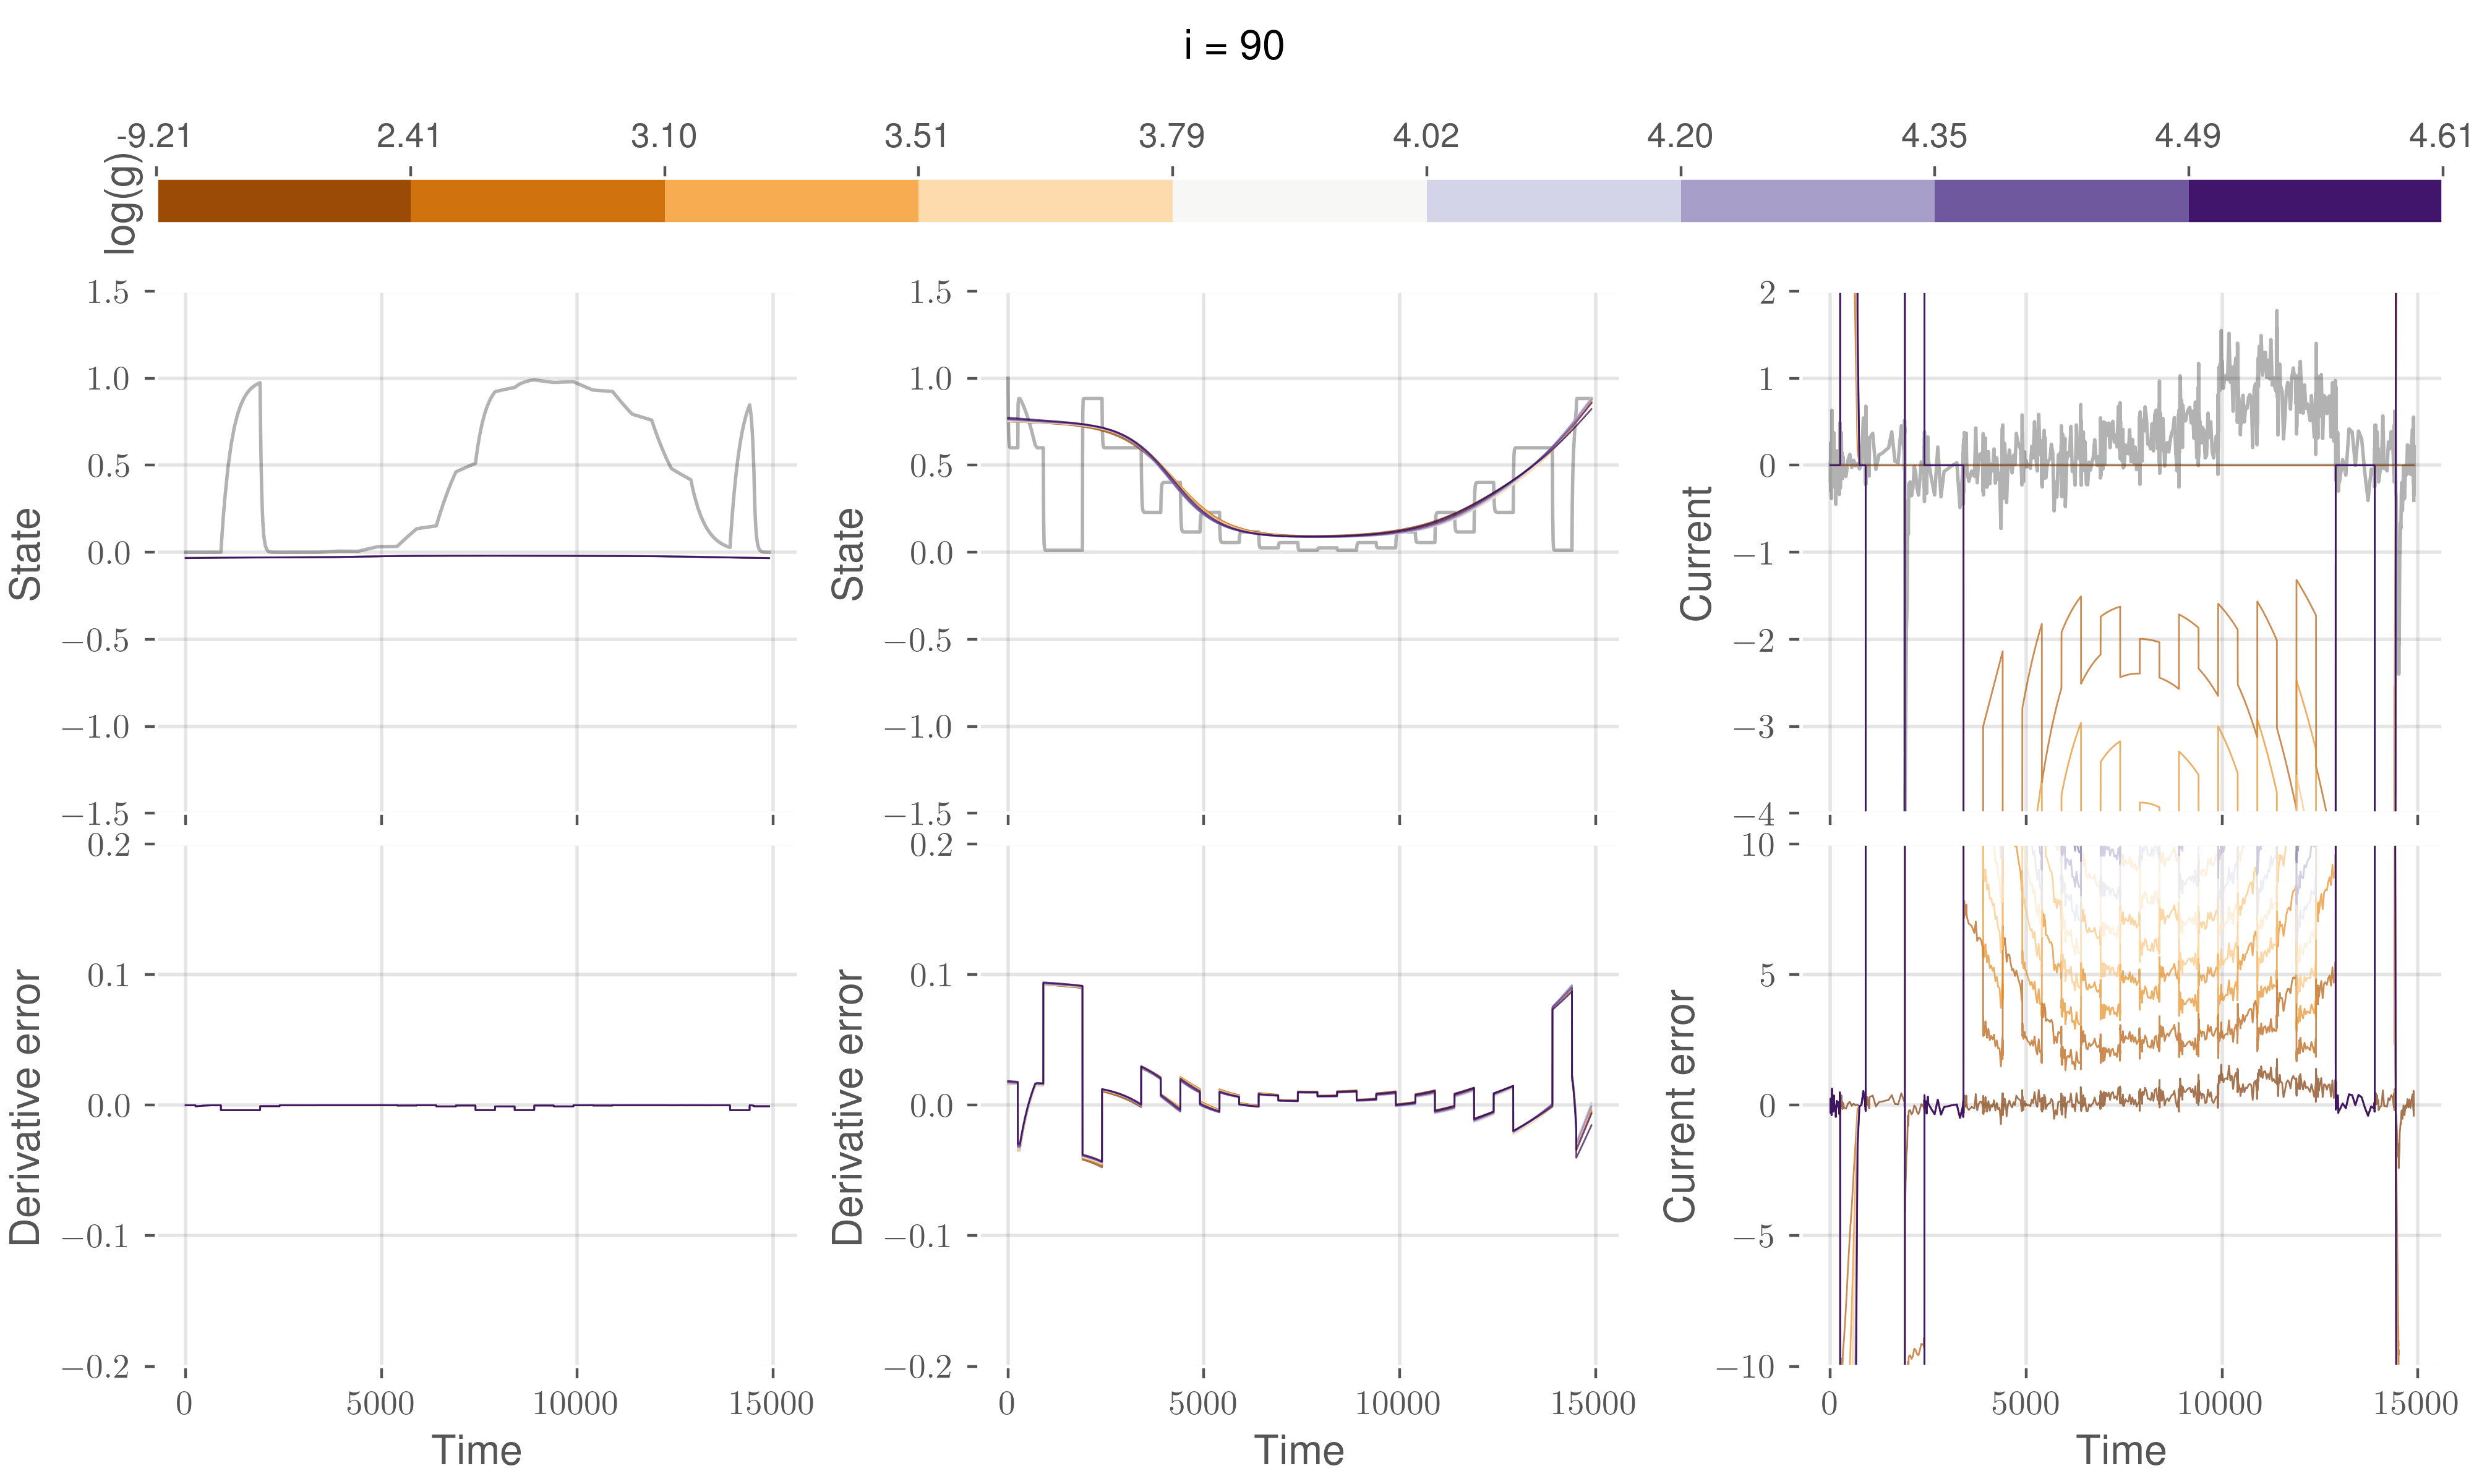 i = 90
-9.21 2.41 3.10 3.51 3.79 4.02 4.20 4.35 4.49 4.61
log(g)
1.5 1.0 0.5 0.0 −0.5 −1.0 −1.5
State
1.5 1.0 0.5 0.0 −0.5 −1.0 −1.5
State
2 1 0 −1 −2 −3 −4
Current
0.2 0.1 0.0 −0.1 −0.2
Derivative error
0.2 0.1 0.0 −0.1 −0.2
Derivative error
10 5 0 −5 −10
Current error
0 5000 10000 15000
0 5000 10000 15000
0 5000 10000 15000
Time
Time
Time